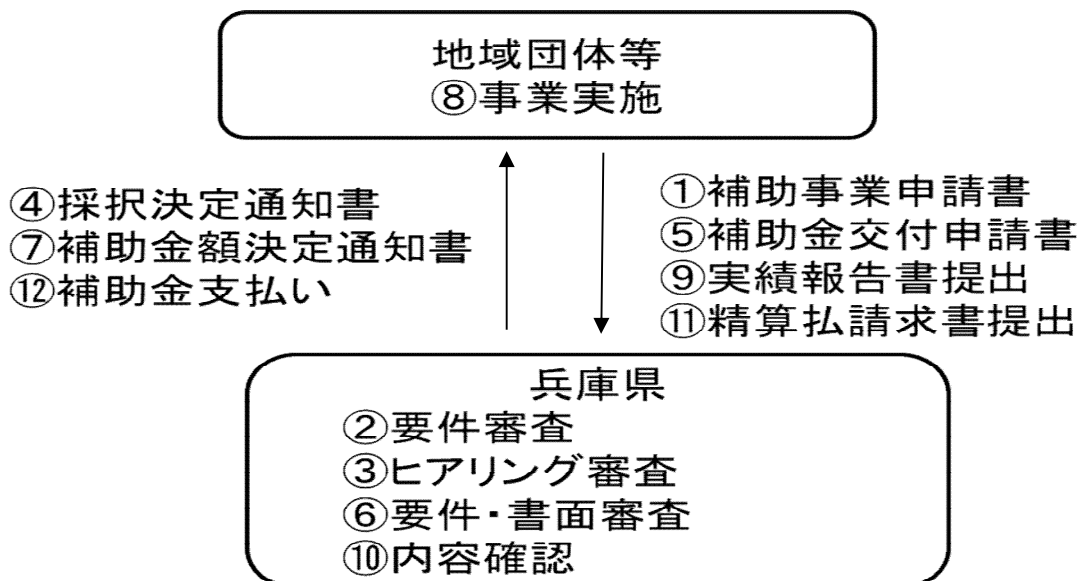 地域団体等
⑧事業実施
④採択決定通知書
⑦補助金額決定通知書
⑫補助金支払い
①補助事業申請書
⑤補助金交付申請書
⑨実績報告書提出
⑪精算払請求書提出
兵庫県
②要件審査
③ヒアリング審査
⑥要件・書面審査
⑩内容確認